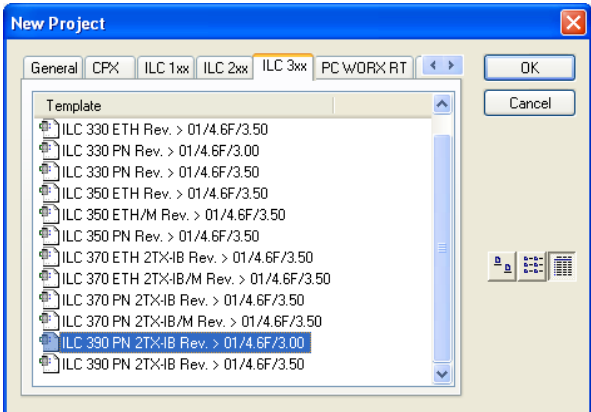 New Project
General CPX ILC 1xx ILC 2xx ILC 3xx PC WORX RT
OK
Cancel
Template
ILC 330 ETH Rev. > 01/4.6F/3.50
ILC 330 PN Rev. > 01/4.6F/3.00
ILC 330 PN Rev. > 01/4.6F/3.50
ILC 350 ETH Rev. > 01/4.6F/3.50
ILC 350 ETH/M Rev. > 01/4.6F/3.50
ILC 350 PN Rev. > 01/4.6F/3.50
ILC 370 ETH 2TX-IB Rev. > 01/4.6F/3.50
ILC 370 ETH 2TX-IB/M Rev. > 01/4.6F/3.50
ILC 370 PN 2TX-IB Rev. > 01/4.6F/3.50
ILC 370 PN 2TX-IB/M Rev. > 01/4.6F/3.50
ILC 390 PN 2TX-IB Rev. > 01/4.6F/3.00
ILC 390 PN 2TX-IB Rev. > 01/4.6F/3.50